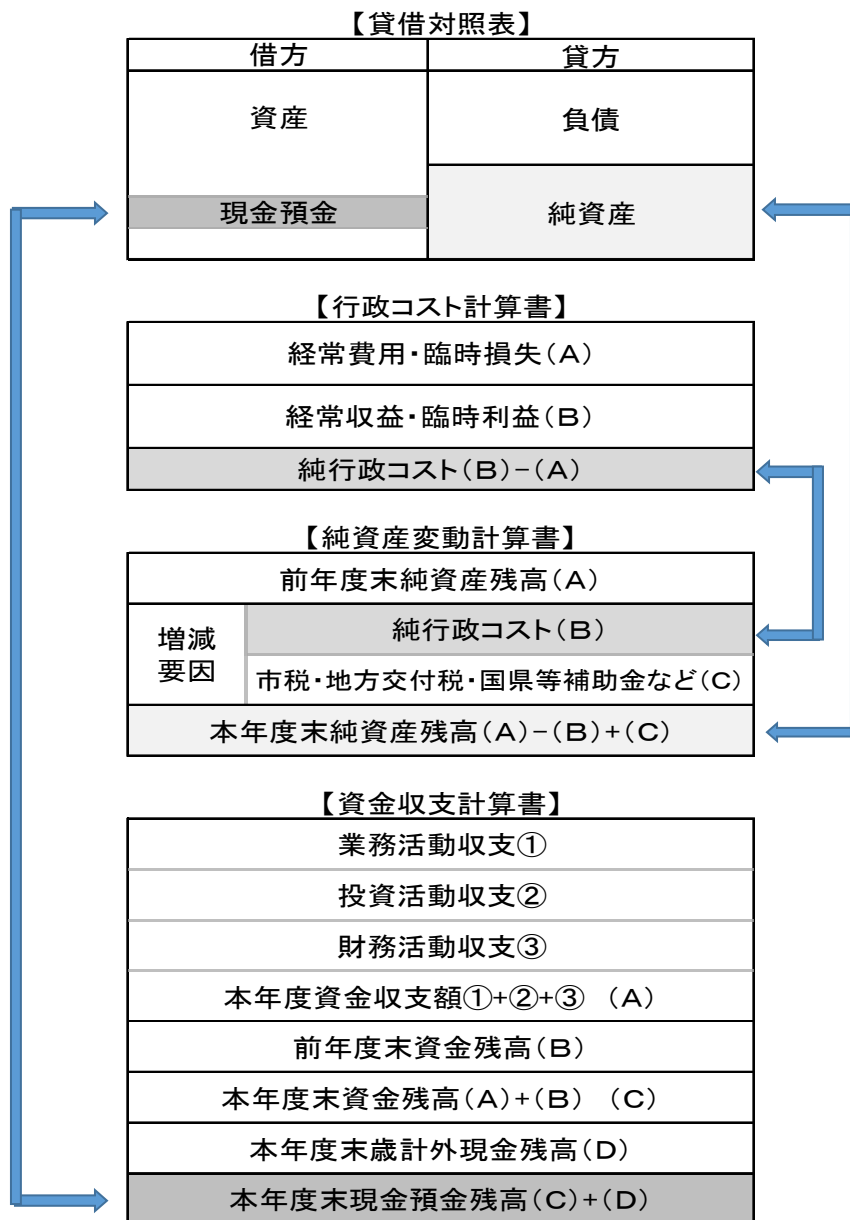 【貸借対照表】
借方
貸方
資産
負債
現金預金
純資産
【行政コスト計算書】
経常費用・臨時損失(A)
経常収益・臨時利益(B)
純行政コスト(B)-(A)
【純資産変動計算書】
前年度末純資産残高(A)
増減
要因
純行政コスト(B)
市税・地方交付税・国県等補助金など(C)
本年度末純資産残高(A)-(B)+(C)
【資金収支計算書】
業務活動収支①
投資活動収支②
財務活動収支③
本年度資金収支額①+②+③ (A)
前年度末資金残高(B)
本年度末資金残高(A)+(B) (C)
本年度末歳計外現金残高(D)
本年度末現金預金残高(C)+(D)